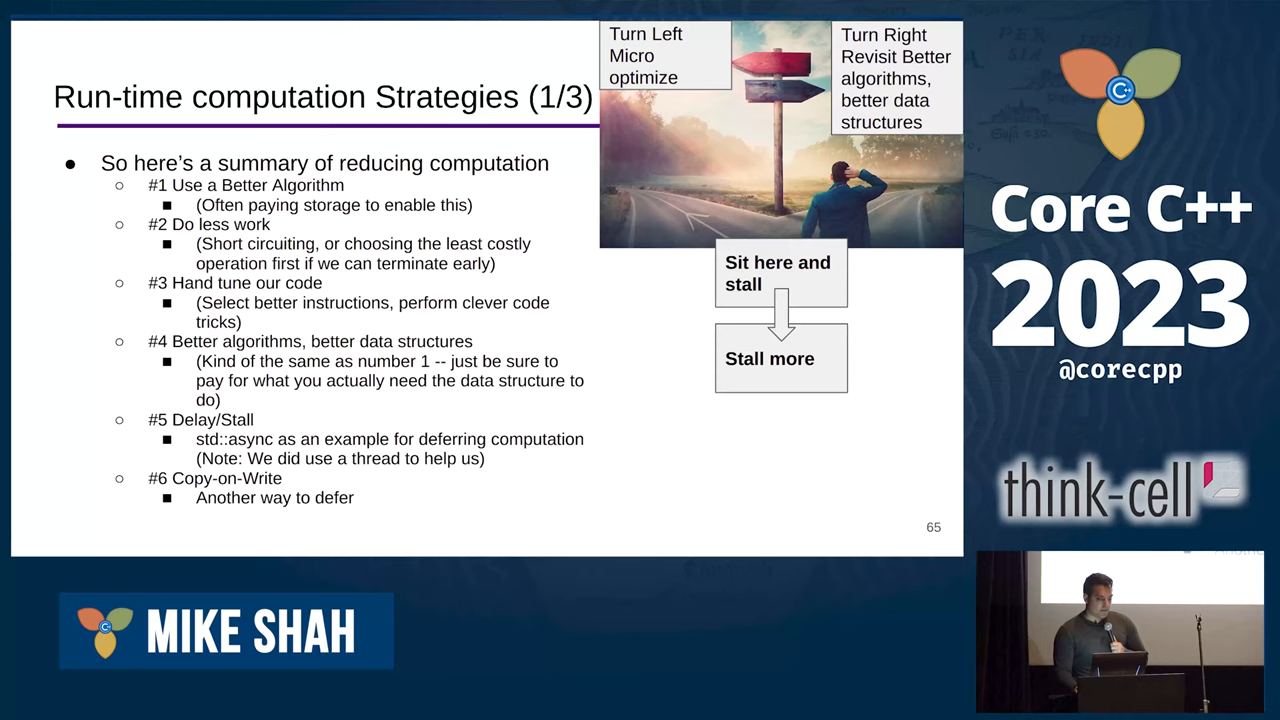 Run-time computation Strategies (1/3)
● So here's a summary of reducing computation
○ #1 Use a Better Algorithm
■ (Often paying storage to enable this)
○ #2 Do less work
■ (Short circuiting, or choosing the least costly
operation first if we can terminate early)
○ #3 Hand tune our code
■ (Select better instructions, perform clever code
tricks)
○ #4 Better algorithms, better data structures
■ (Kind of the same as number 1 -- just be sure to
pay for what you actually need the data structure to
do)
○ #5 Delay/Stall
■ std::async as an example for deferring computation
(Note: We did use a thread to help us)
○ #6 Copy-on-Write
■ Another way to defer
Turn Left
Micro
optimize
Turn Right
Revisit Better
algorithms,
better data
structures
Sit here and
stall
Stall more
65
C++
Core C++
2023
@corecpp
think-cell
C++
MIKE SHAH